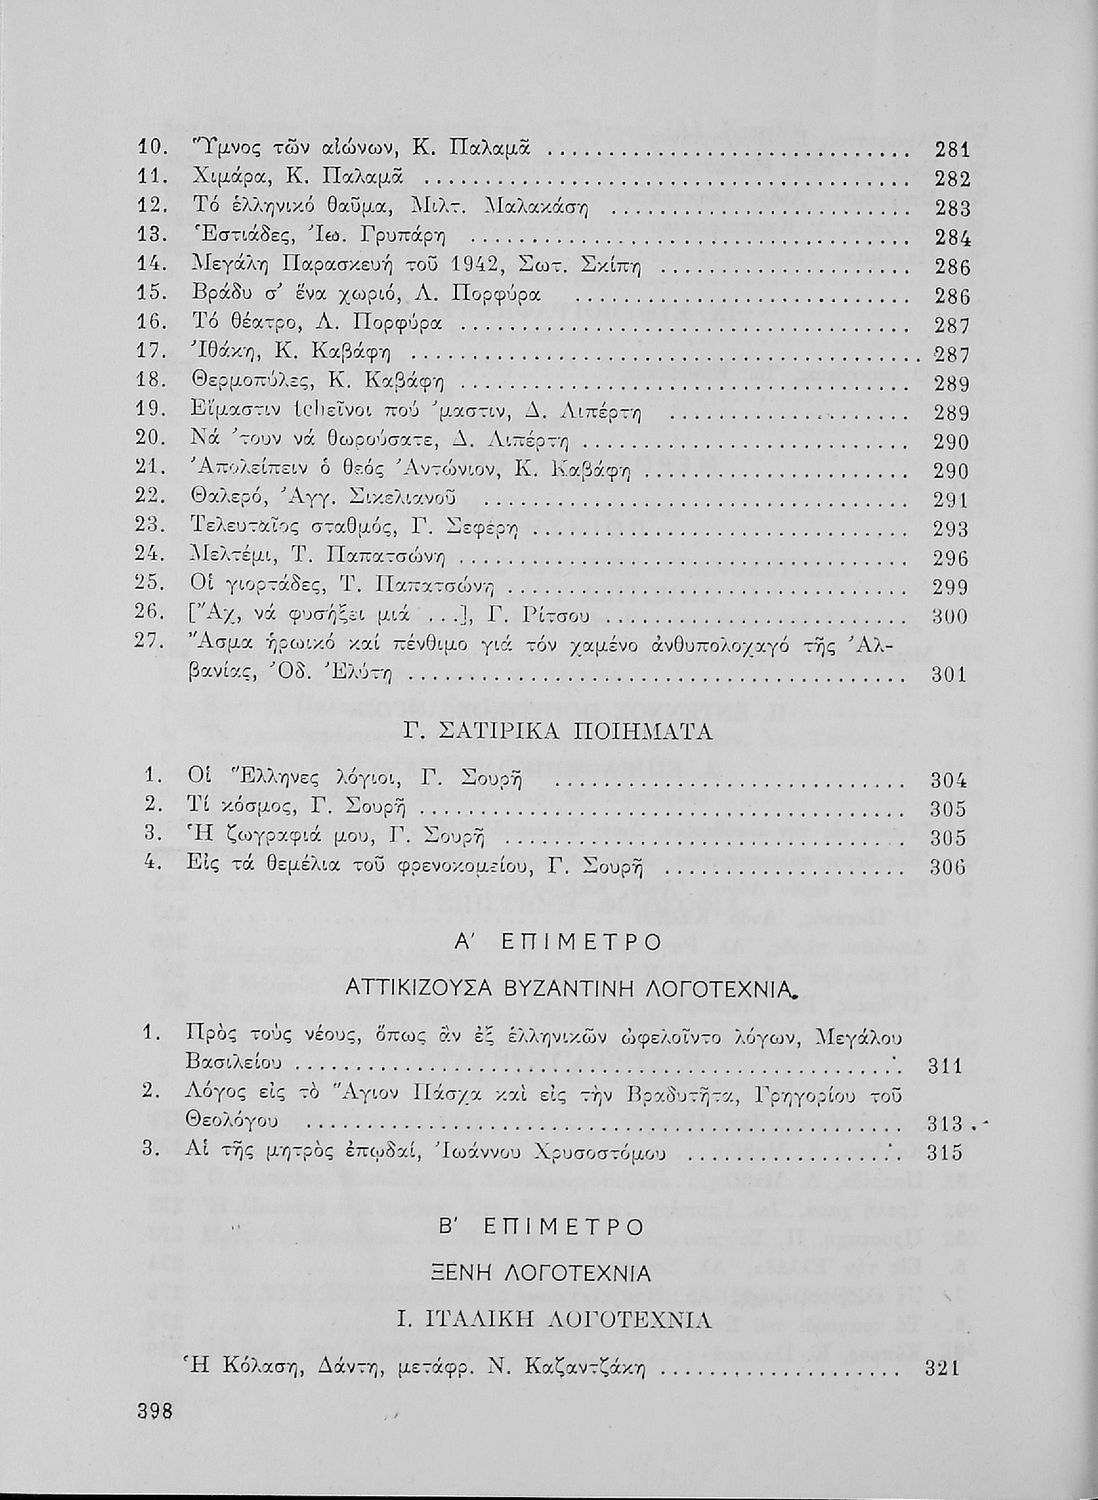 10. Ὕμνος τῶν αἰώνων, Κ. Παλαμᾶ ........ 281
11. Χιμάρα, Κ. Παλαμᾶ ........ 282
12. Τό ἑλληνικό θαῦμα, Μιλτ. Μαλακάση ........ 283
13. Ἑστιάδες, Ἰω. Γρυπάρη ........ 284
14. Μεγάλη Παρασκευή τοῦ 1942, Σωτ. Σκίπη ........ 286
15. Βράδυ σ' ἕνα χωριό, Λ. Πορφύρα ........ 286
16. Τό θέατρο, Λ. Πορφύρα ........ 287
17. Ἰθάκη, Κ. Καβάφη ........ 287
18. Θερμοπύλες, Κ. Καβάφη ........ 289
19. Εἴμαστιν tcheῖνοι πού 'μαστιν, Δ. Λιπέρτη ........ 289
20. Νά 'τουν νά θωρούσατε, Δ. Λιπέρτη ........ 290
21. Ἀπολείπειν ὁ θεός Ἀντώνιον, Κ. Καβάφη ........ 290
22. Θαλερό, Ἀγγ. Σικελιανοῦ ........ 291
23. Τελευταῖος σταθμός, Γ. Σεφέρη ........ 293
24. Μελτέμι, Τ. Παπατσώνη ........ 296
25. Οἱ γιορτάδες, Τ. Παπατσώνη ........ 299
26. [Ἄχ, νά φυσήξει μιά ...], Γ. Ρίτσου ........ 300
27. Ἄσμα ἡρωικό καί πένθιμο γιά τόν χαμένο ἀνθυπολοχαγό τῆς Ἀλ-
βανίας, Ὀδ. Ἐλύτη ........ 301
Γ. ΣΑΤΙΡΙΚΑ ΠΟΙΗΜΑΤΑ
1. Οἱ Ἕλληνες λόγιοι, Γ. Σουρῆ ........ 304
2. Τί κόσμος, Γ. Σουρῆ ........ 305
3. Ἡ ζωγραφιά μου, Γ. Σουρῆ ........ 305
4. Εἰς τά θεμέλια τοῦ φρενοκομείου, Γ. Σουρῆ ........ 306
Α' ΕΠΙΜΕΤΡΟ
ΑΤΤΙΚΙΖΟΥΣΑ ΒΥΖΑΝΤΙΝΗ ΛΟΓΟΤΕΧΝΙΑ.
1. Πρὸς τοὺς νέους, ὅπως ἂν ἐξ ἑλληνικῶν ὠφελοῖντο λόγων, Μεγάλου
Βασιλείου ........ 311
2. Λόγος εἰς τὸ Ἅγιον Πάσχα καὶ εἰς τὴν Βραδυτῆτα, Γρηγορίου τοῦ
Θεολόγου ........ 313
3. Αἱ τῆς μητρὸς ἐπῳδαί, Ἰωάννου Χρυσοστόμου ........ 315
Β' ΕΠΙΜΕΤΡΟ
ΞΕΝΗ ΛΟΓΟΤΕΧΝΙΑ
Ι. ΙΤΑΛΙΚΗ ΛΟΓΟΤΕΧΝΙΑ
Ἡ Κόλαση, Δάντη, μετάφρ. Ν. Καζαντζάκη ........ 321
398